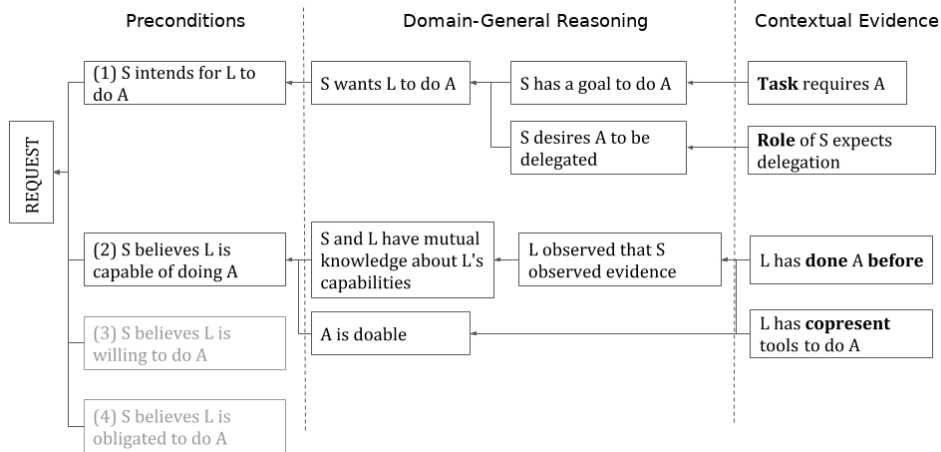 Preconditions
Domain-General Reasoning
Contextual Evidence
REQUEST
(1) S intends for L to
do A
S wants L to do A
S has a goal to do A
Task requires A
S desires A to be
delegated
Role of S expects
delegation
(2) S believes L is
capable of doing A
S and L have mutual
knowledge about L's
capabilities
L observed that S
observed evidence
L has done A before
(3) S believes L is
willing to do A
A is doable
L has copresent
tools to do A
(4) S believes L is
obligated to do A